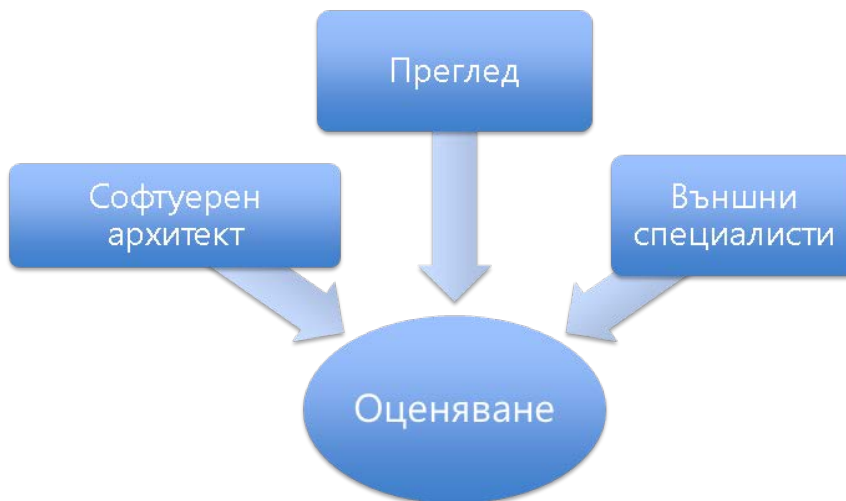 Преглед
Софтуерен
архитект
Външни
специалисти
Оценяване